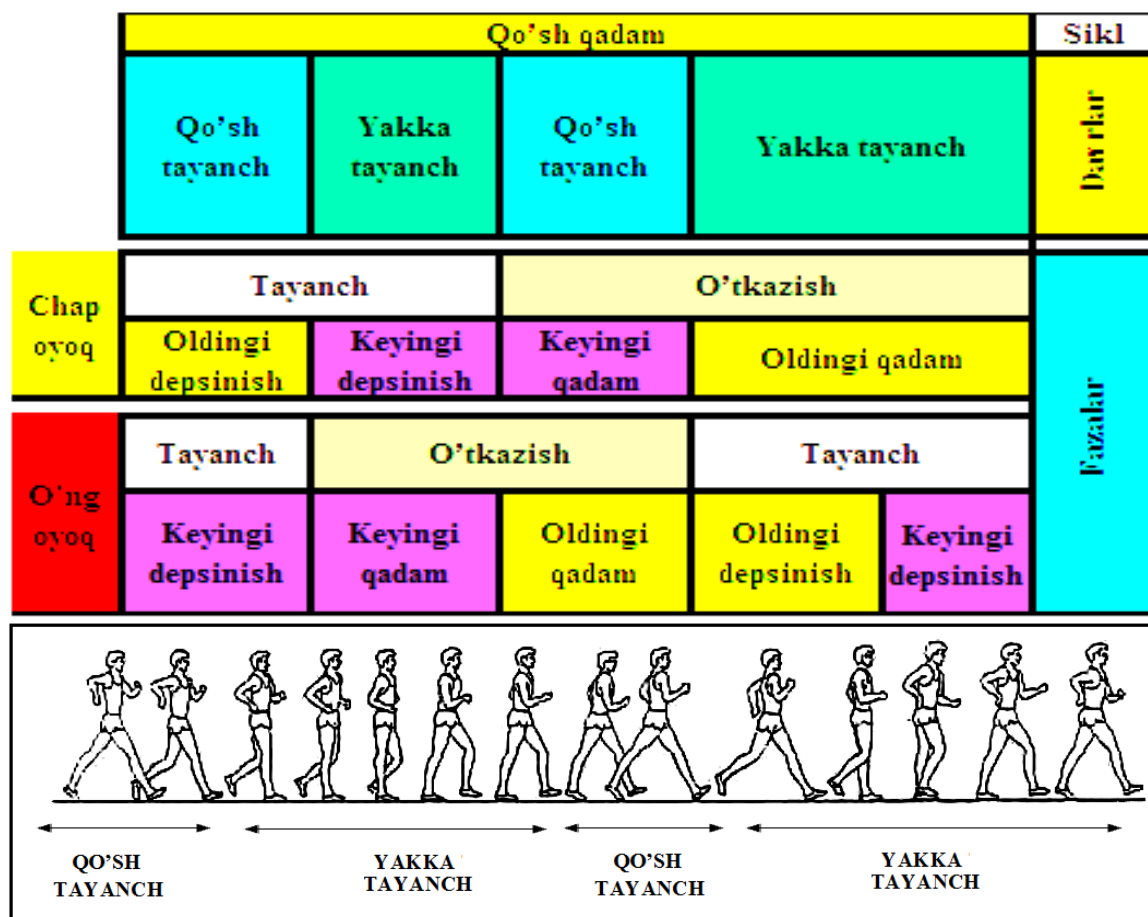 Qo’sh qadam
Sikl
Qo’sh
tayanch
Yakka
tayanch
Qo’sh
tayanch
Yakka tayanch
Davrlar
Chap
oyoq
Tayanch
O’tkazish
Oldingi
depsinish
Keyingi
depsinish
Keyingi
qadam
Oldingi qadam
Fazalar
O’ng
oyoq
Tayanch
O’tkazish
Tayanch
Keyingi
depsinish
Keyingi
qadam
Oldingi
qadam
Oldingi
depsinish
Keyingi
depsinish
QO’SH
TAYANCH
YAKKA
TAYANCH
QO’SH
TAYANCH
YAKKA
TAYANCH